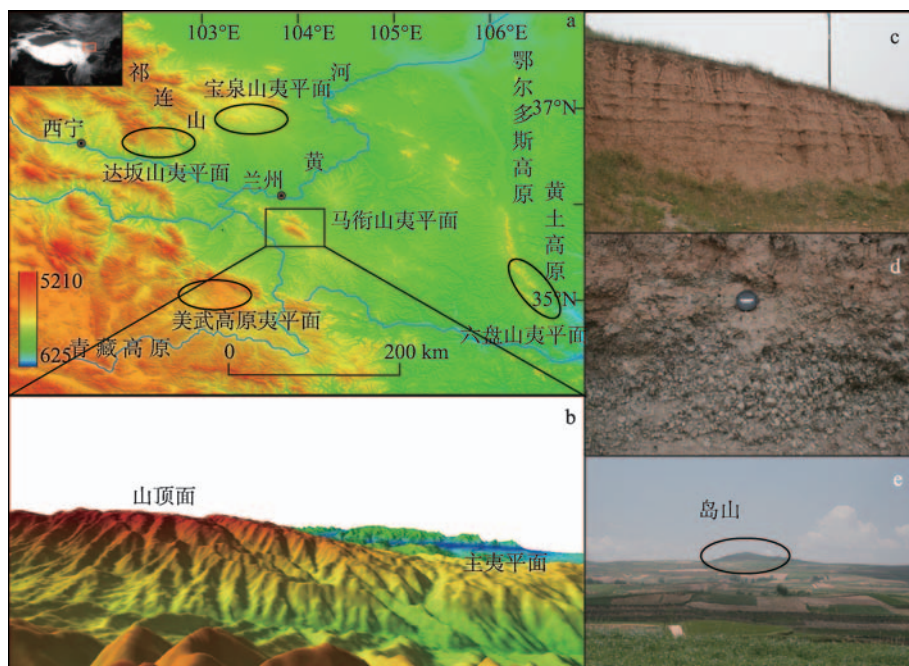 a
103°E
104°E
106°E
祁连山
宝泉山夷平面
河
鄂尔多斯高原
37°N
西宁
达坂山夷平面
黄
兰州
黄土高原
马衔山夷平面
5210
625
35°N
美武高原夷平面
六盘山夷平面
青藏高原
0
200 km
b
山顶面
主夷平面
c
d
e
岛山